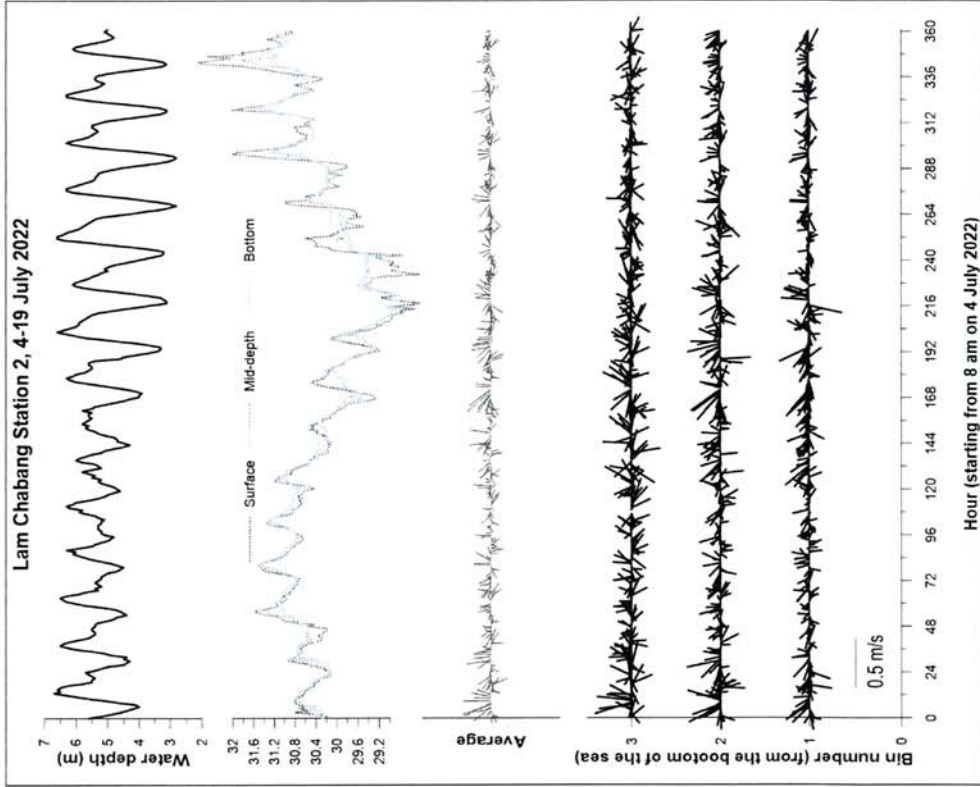 Lam Chabang Station 2, 4-19 July 2022
7
6
5
4
3
2
Water depth (m)
32
31.6
31.2
30.8
30.4
30
29.6
29.2
Surface
Mid-depth
Bottom
Average
3
2
1
0
Bin number (from the bootom of the sea)
0.5 m/s
0 24 48 72 96 120 144 168 192 216 240 264 288 312 336 360
Hour (starting from 8 am on 4 July 2022)